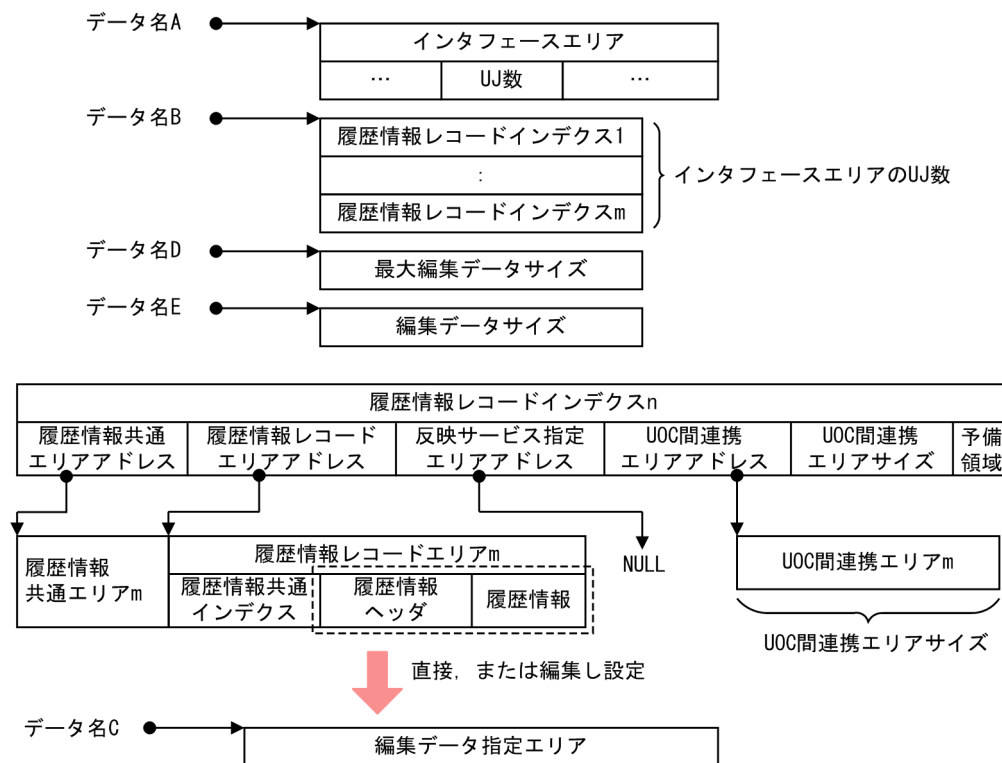 データ名A
インタフェースエリア
… UJ数 …
データ名B
履歴情報レコードインデクス1
:
履歴情報レコードインデクスm
インタフェースエリアのUJ数
データ名D
最大編集データサイズ
データ名E
編集データサイズ
履歴情報レコードインデクスn
履歴情報共通
エリアアドレス
履歴情報レコード
エリアアドレス
反映サービス指定
エリアアドレス
UOC間連携
エリアアドレス
UOC間連携
エリアサイズ
予備
領域
履歴情報
共通エリアm
履歴情報レコードエリアm
履歴情報共通
インデクス
履歴情報
ヘッダ
履歴情報
NULL
UOC間連携エリアm
UOC間連携エリアサイズ
直接，または編集し設定
データ名C
編集データ指定エリア